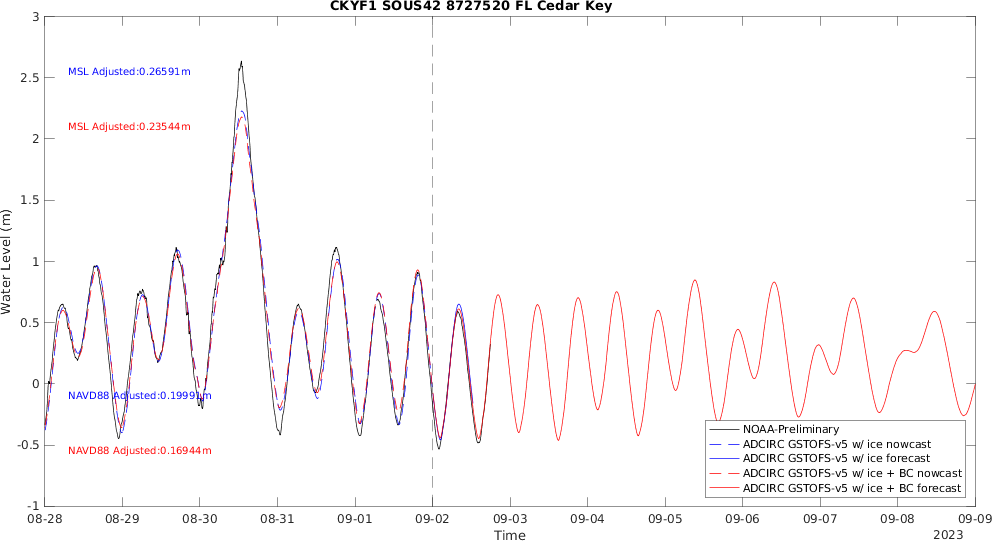 CKYF1 SOUS42 8727520 FL Cedar Key
3
2.5
2
1.5
1
0.5
0
-0.5
-1
Water Level (m)
MSL Adjusted:0.26591m
MSL Adjusted:0.23544m
NAVD88 Adjusted:0.19991m
NAVD88 Adjusted:0.16944m
NOAA-Preliminary
ADCIRC GSTOFS-v5 w/ ice nowcast
ADCIRC GSTOFS-v5 w/ ice forecast
ADCIRC GSTOFS-v5 w/ ice + BC nowcast
ADCIRC GSTOFS-v5 w/ ice + BC forecast
08-28 08-29 08-30 08-31 09-01 09-02 09-03 09-04 09-05 09-06 09-07 09-08 09-09
Time
2023